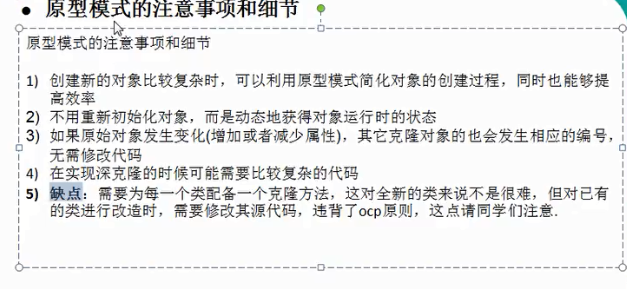 ● 原型模式的注意事项和细节
原型模式的注意事项和细节
1) 创建新的对象比较复杂时，可以利用原型模式简化对象的创建过程，同时也能够提
高效率
2) 不用重新初始化对象，而是动态地获得对象运行时的状态
3) 如果原始对象发生变化(增加或者减少属性)，其它克隆对象的也会发生相应的编号，
无需修改代码
4) 在实现深克隆的时候可能需要比较复杂的代码
5) 缺点：需要为每一个类配备一个克隆方法，这对全新的类来说不是很难，但对已有
的类进行改造时，需要修改其源代码，违背了ocp原则，这点请同学们注意.